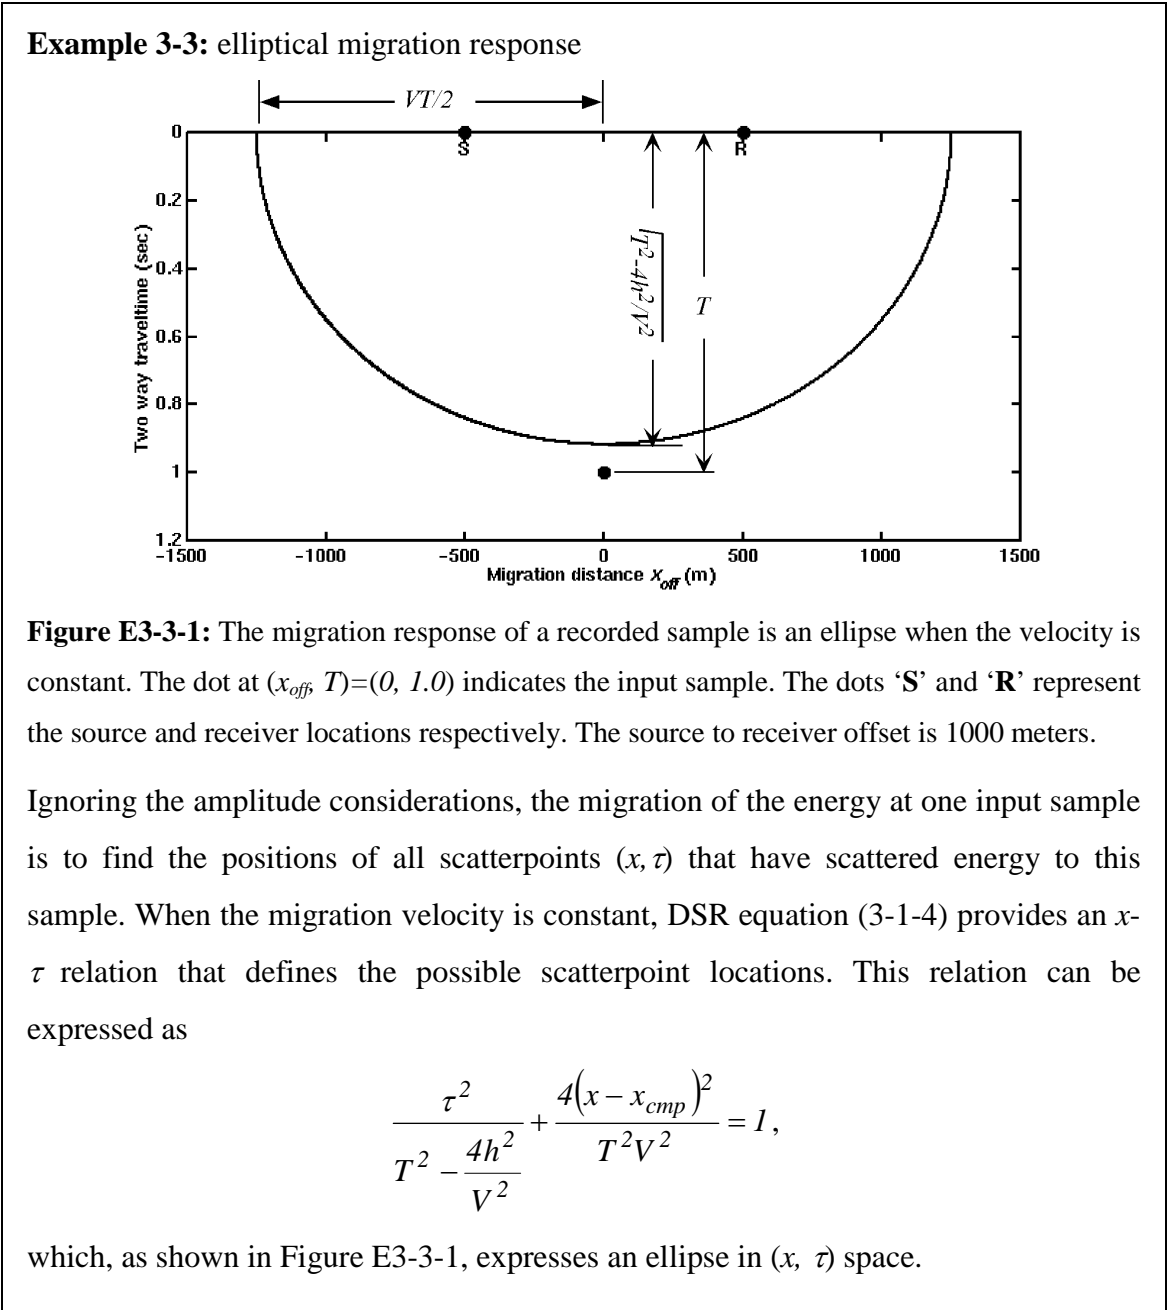 Example 3-3: elliptical migration response
VT/2
0
S
R
0.2
0.4
0.6
0.8
1
1.2
Two way traveltime (sec)
√T²-4h²/V²
T
-1500
-1000
-500
0
500
1000
1500
Migration distance x_off (m)
Figure E3-3-1: The migration response of a recorded sample is an ellipse when the velocity is
constant. The dot at (x_off, T)=(0, 1.0) indicates the input sample. The dots ‘S’ and ‘R’ represent
the source and receiver locations respectively. The source to receiver offset is 1000 meters.
Ignoring the amplitude considerations, the migration of the energy at one input sample
is to find the positions of all scatterpoints (x, τ) that have scattered energy to this
sample. When the migration velocity is constant, DSR equation (3-1-4) provides an x-
τ relation that defines the possible scatterpoint locations. This relation can be
expressed as
τ² / (T² − 4h²/V²) + 4(x − x_cmp)² / T²V² = 1,
which, as shown in Figure E3-3-1, expresses an ellipse in (x, τ) space.